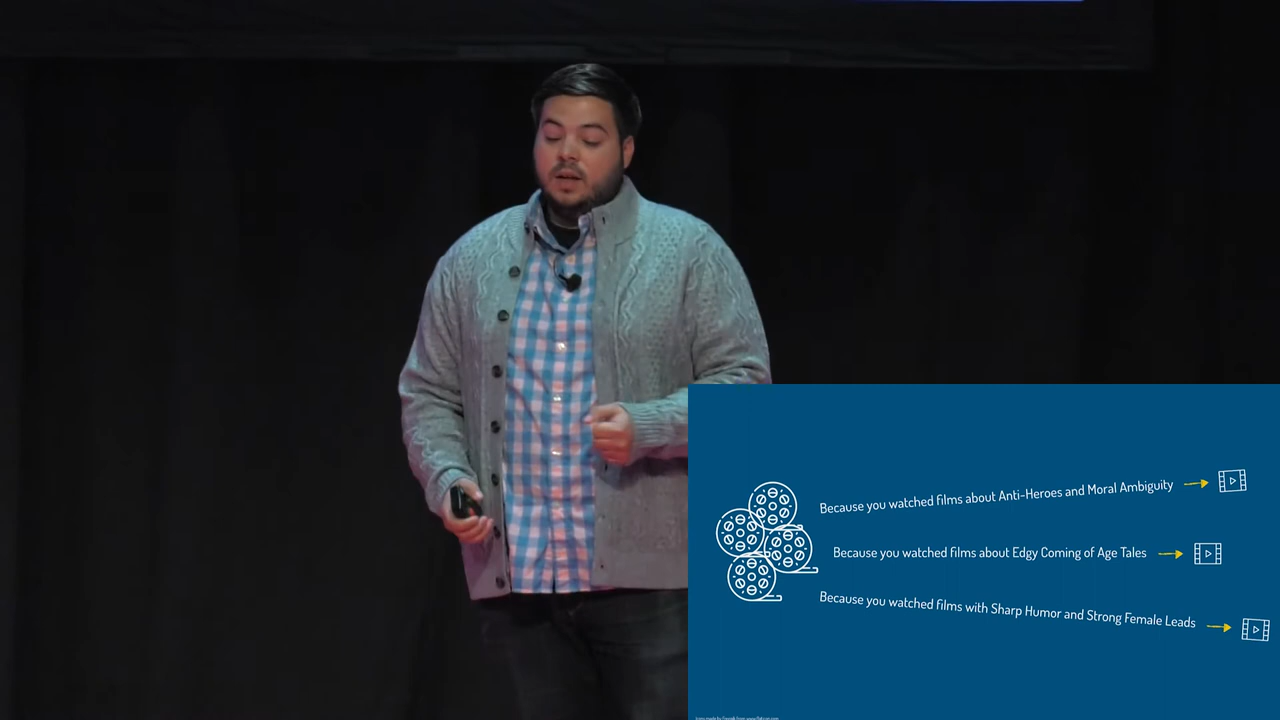 Because you watched films about Anti-Heroes and Moral Ambiguity
Because you watched films about Edgy Coming of Age Tales
Because you watched films with Sharp Humor and Strong Female Leads